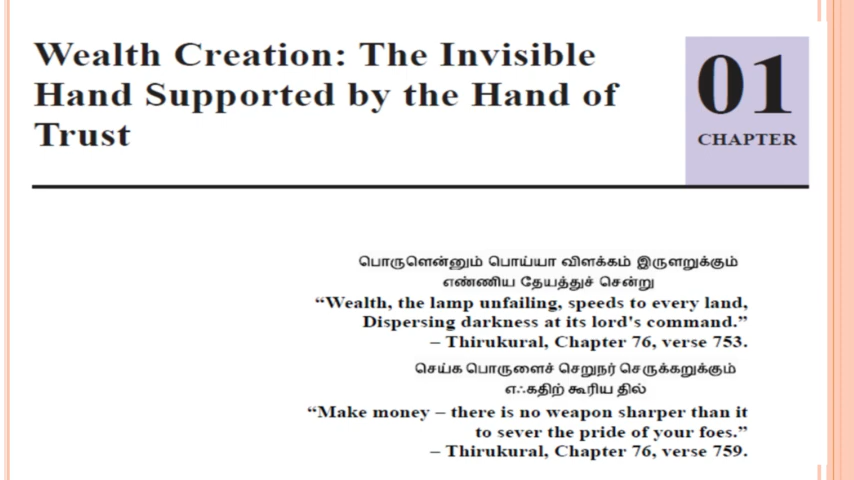 Wealth Creation: The Invisible
Hand Supported by the Hand of
Trust
01
CHAPTER
பொருளென்னும் பொய்யா விளக்கம் இருளறுக்கும்
எண்ணிய தேயத்துச் சென்று
“Wealth, the lamp unfailing, speeds to every land,
Dispersing darkness at its lord's command.”
– Thirukural, Chapter 76, verse 753.
செய்க பொருளைச் செறுநர் செருக்கறுக்கும்
எஃகதிற் கூரிய தில்
“Make money – there is no weapon sharper than it
to sever the pride of your foes.”
– Thirukural, Chapter 76, verse 759.